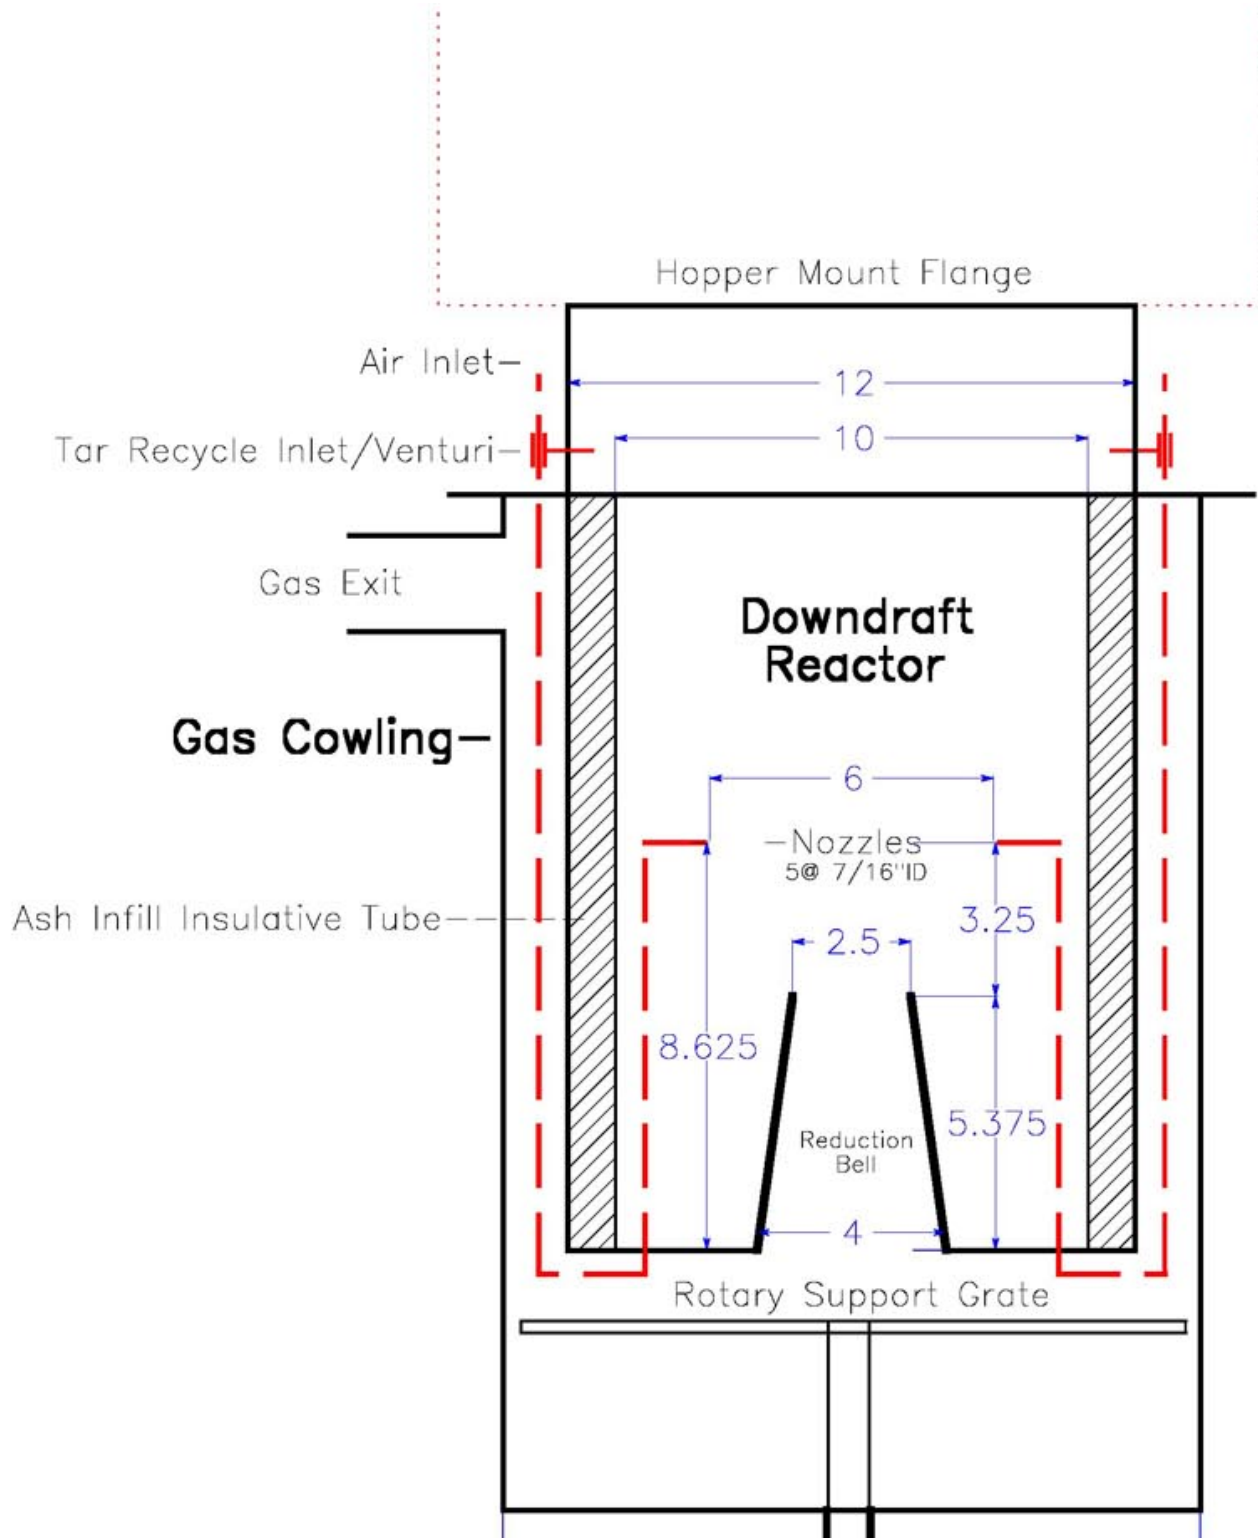 Hopper Mount Flange
Air Inlet
12
10
Tar Recycle Inlet/Venturi
Gas Exit
Downdraft
Reactor
Gas Cowling
6
Nozzles
5@ 7/16"ID
Ash Infill Insulative Tube
3.25
2.5
8.625
5.375
Reduction
Bell
4
Rotary Support Grate